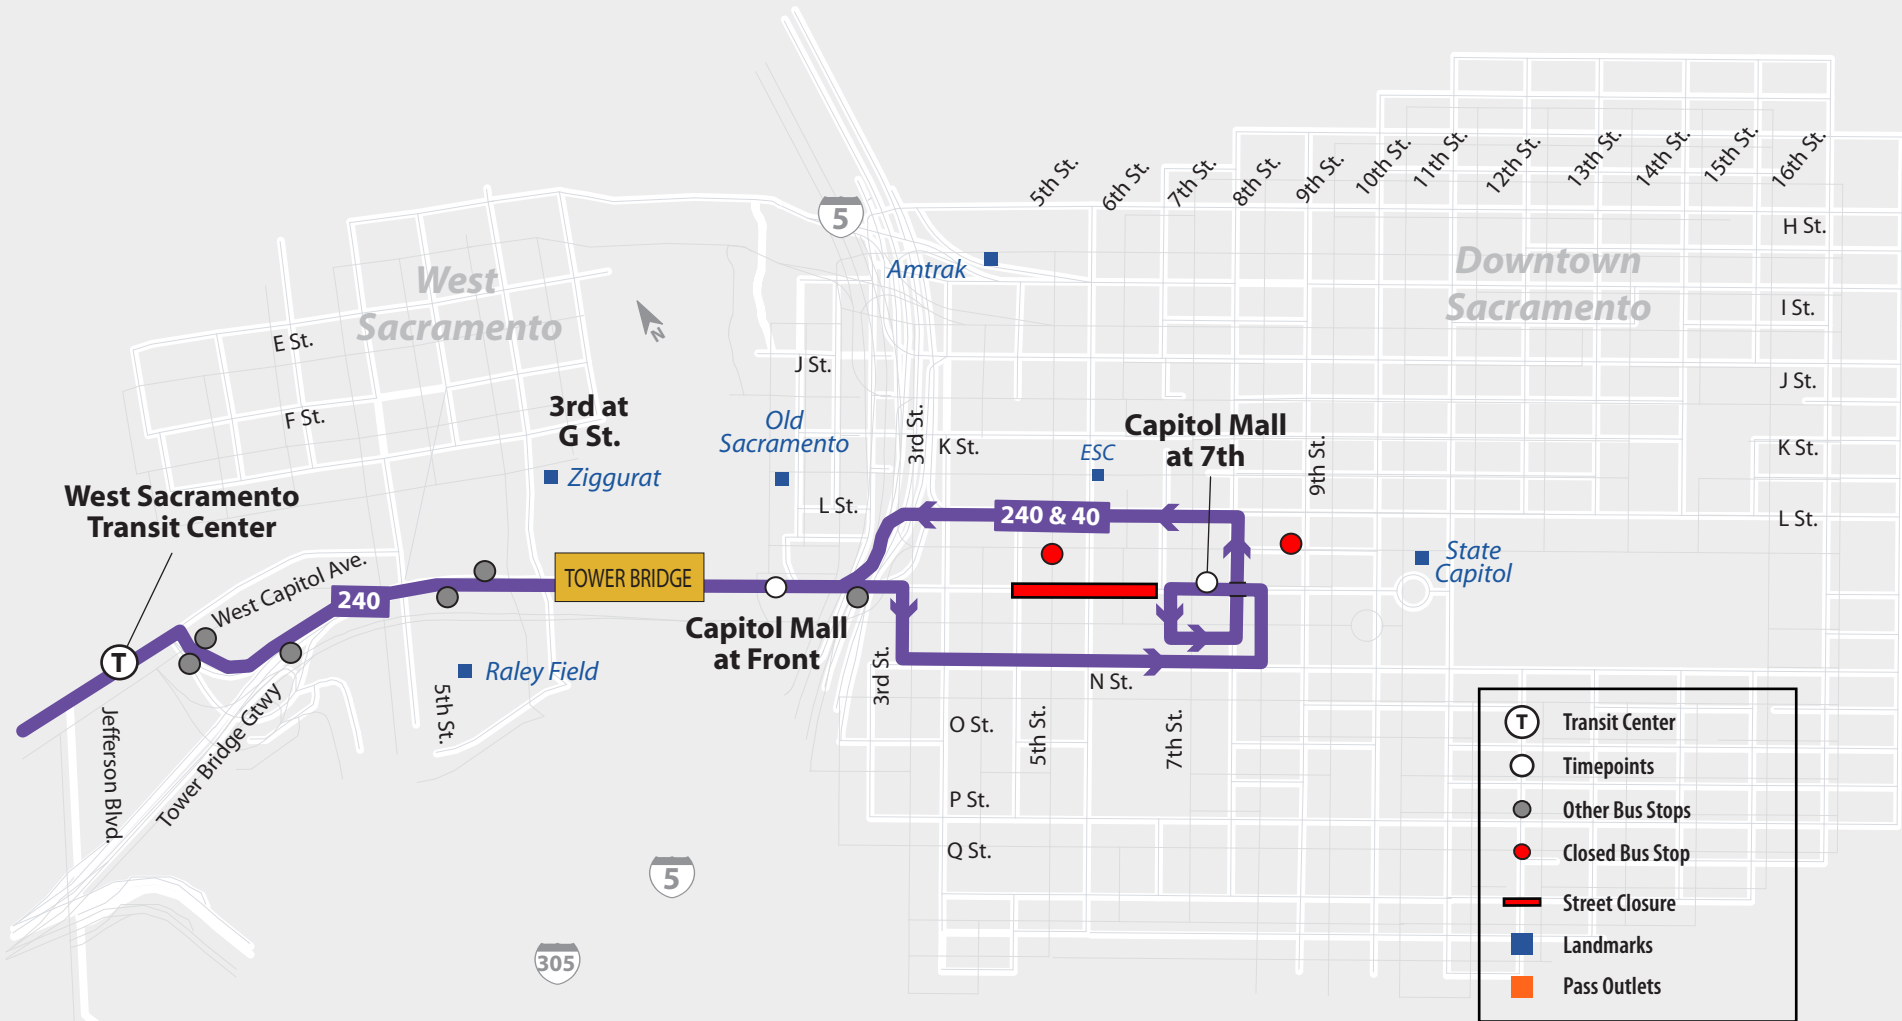 5th St.
6th St.
7th St.
8th St.
9th St.
10th St.
11th St.
12th St.
13th St.
14th St.
15th St.
16th St.
5
H St.
Amtrak
West
Sacramento
Downtown
Sacramento
N
I St.
E St.
J St.
J St.
F St.
3rd at
G St.
Old
Sacramento
3rd St.
K St.
ESC
Capitol Mall
at 7th
9th St.
K St.
Ziggurat
West Sacramento
Transit Center
L St.
240 & 40
L St.
State
Capitol
West Capitol Ave.
TOWER BRIDGE
240
Capitol Mall
at Front
T
Raley Field
3rd St.
N St.
Jefferson Blvd.
Tower Bridge Gtwy
5th St.
O St.
5th St.
7th St.
P St.
Q St.
5
305
T Transit Center
Timepoints
Other Bus Stops
Closed Bus Stop
Street Closure
Landmarks
Pass Outlets